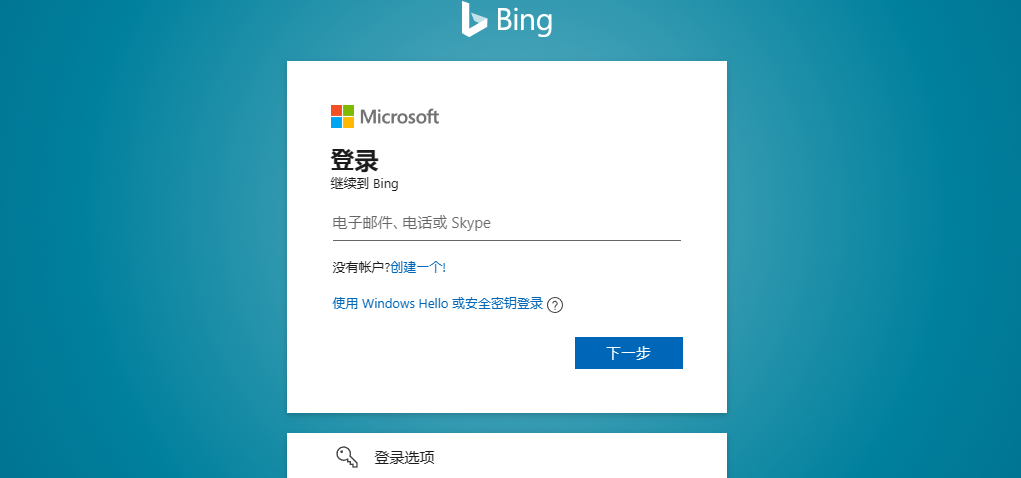 Bing
Microsoft
登录
继续到 Bing
电子邮件、电话或 Skype
没有帐户?创建一个!
使用 Windows Hello 或安全密钥登录 ?
下一步
登录选项